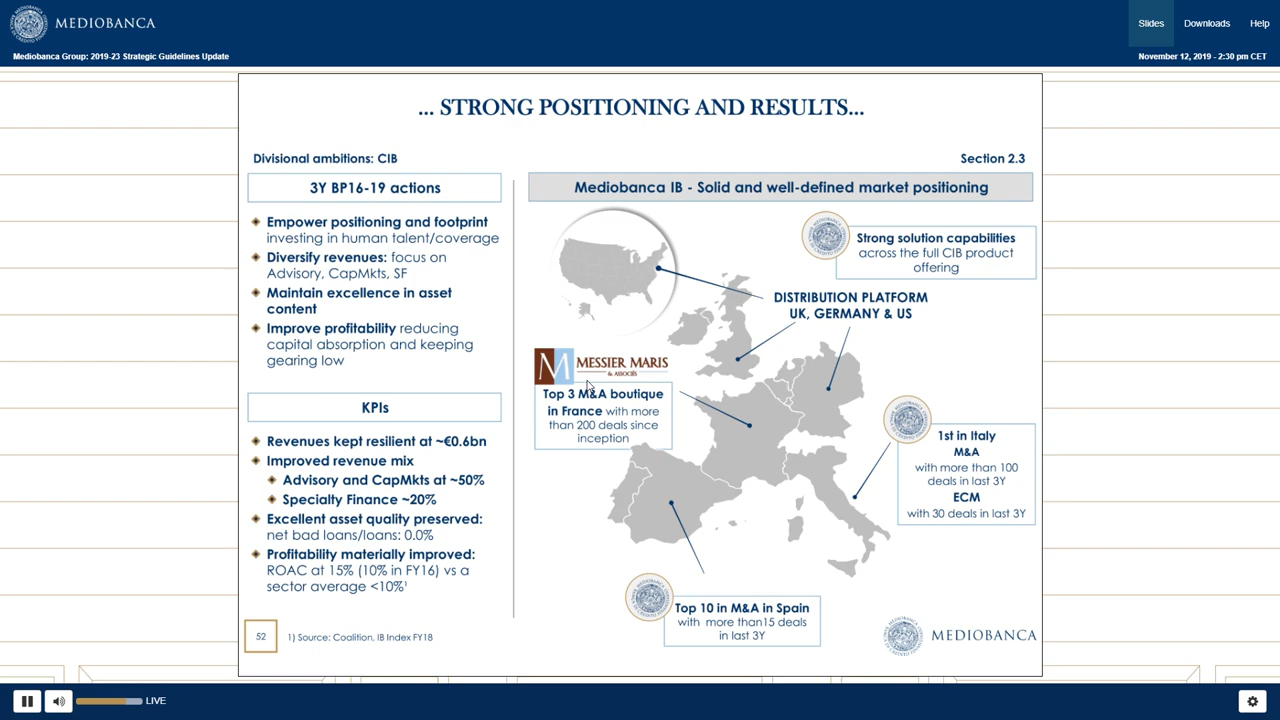 MEDIOBANCA
Slides
Downloads
Help
Mediobanca Group: 2019-23 Strategic Guidelines Update
November 12, 2019 - 2:30 pm CET
... STRONG POSITIONING AND RESULTS...
Divisional ambitions: CIB
Section 2.3
3Y BP16-19 actions
Empower positioning and footprint
investing in human talent/coverage
Diversify revenues: focus on
Advisory, CapMkts, SF
Maintain excellence in asset
content
Improve profitability reducing
capital absorption and keeping
gearing low
KPIs
Revenues kept resilient at ~€0.6bn
Improved revenue mix
Advisory and CapMkts at ~50%
Specialty Finance ~20%
Excellent asset quality preserved:
net bad loans/loans: 0.0%
Profitability materially improved:
ROAC at 15% (10% in FY16) vs a
sector average <10%¹
Mediobanca IB - Solid and well-defined market positioning
Strong solution capabilities
across the full CIB product
offering
DISTRIBUTION PLATFORM
UK, GERMANY & US
M
MESSIER MARIS
& ASSOCIÉS
Top 3 M&A boutique
in France with more
than 200 deals since
inception
1st in Italy
M&A
with more than 100
deals in last 3Y
ECM
with 30 deals in last 3Y
Top 10 in M&A in Spain
with more than15 deals
in last 3Y
52
1) Source: Coalition, IB Index FY18
MEDIOBANCA
LIVE